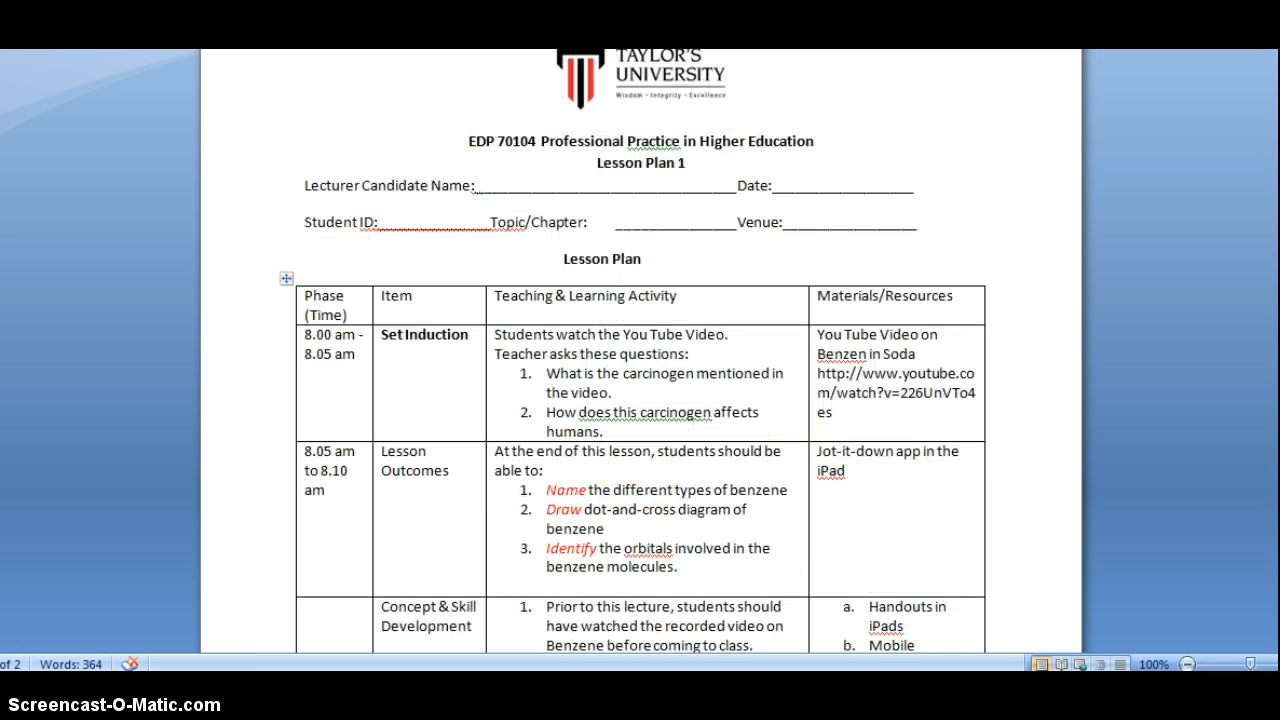 TAYLOR'S
UNIVERSITY
Wisdom • Integrity • Excellence
EDP 70104 Professional Practice in Higher Education
Lesson Plan 1
Lecturer Candidate Name:_______________________________Date:_________________
Student ID:______________Topic/Chapter: ______________Venue:________________
Lesson Plan
Phase (Time) Item Teaching & Learning Activity Materials/Resources
8.00 am - 8.05 am
Set Induction
Students watch the You Tube Video.
Teacher asks these questions:
1. What is the carcinogen mentioned in
the video.
2. How does this carcinogen affects
humans.
You Tube Video on
Benzen in Soda
http://www.youtube.co
m/watch?v=226UnVTo4
es
8.05 am
to 8.10
am
Lesson
Outcomes
At the end of this lesson, students should be
able to:
1. Name the different types of benzene
2. Draw dot-and-cross diagram of
benzene
3. Identify the orbitals involved in the
benzene molecules.
Jot-it-down app in the
iPad
Concept & Skill
Development
1. Prior to this lecture, students should
have watched the recorded video on
Benzene before coming to class.
a. Handouts in
iPads
b. Mobile
of 2 Words: 364 100%
Screencast-O-Matic.com